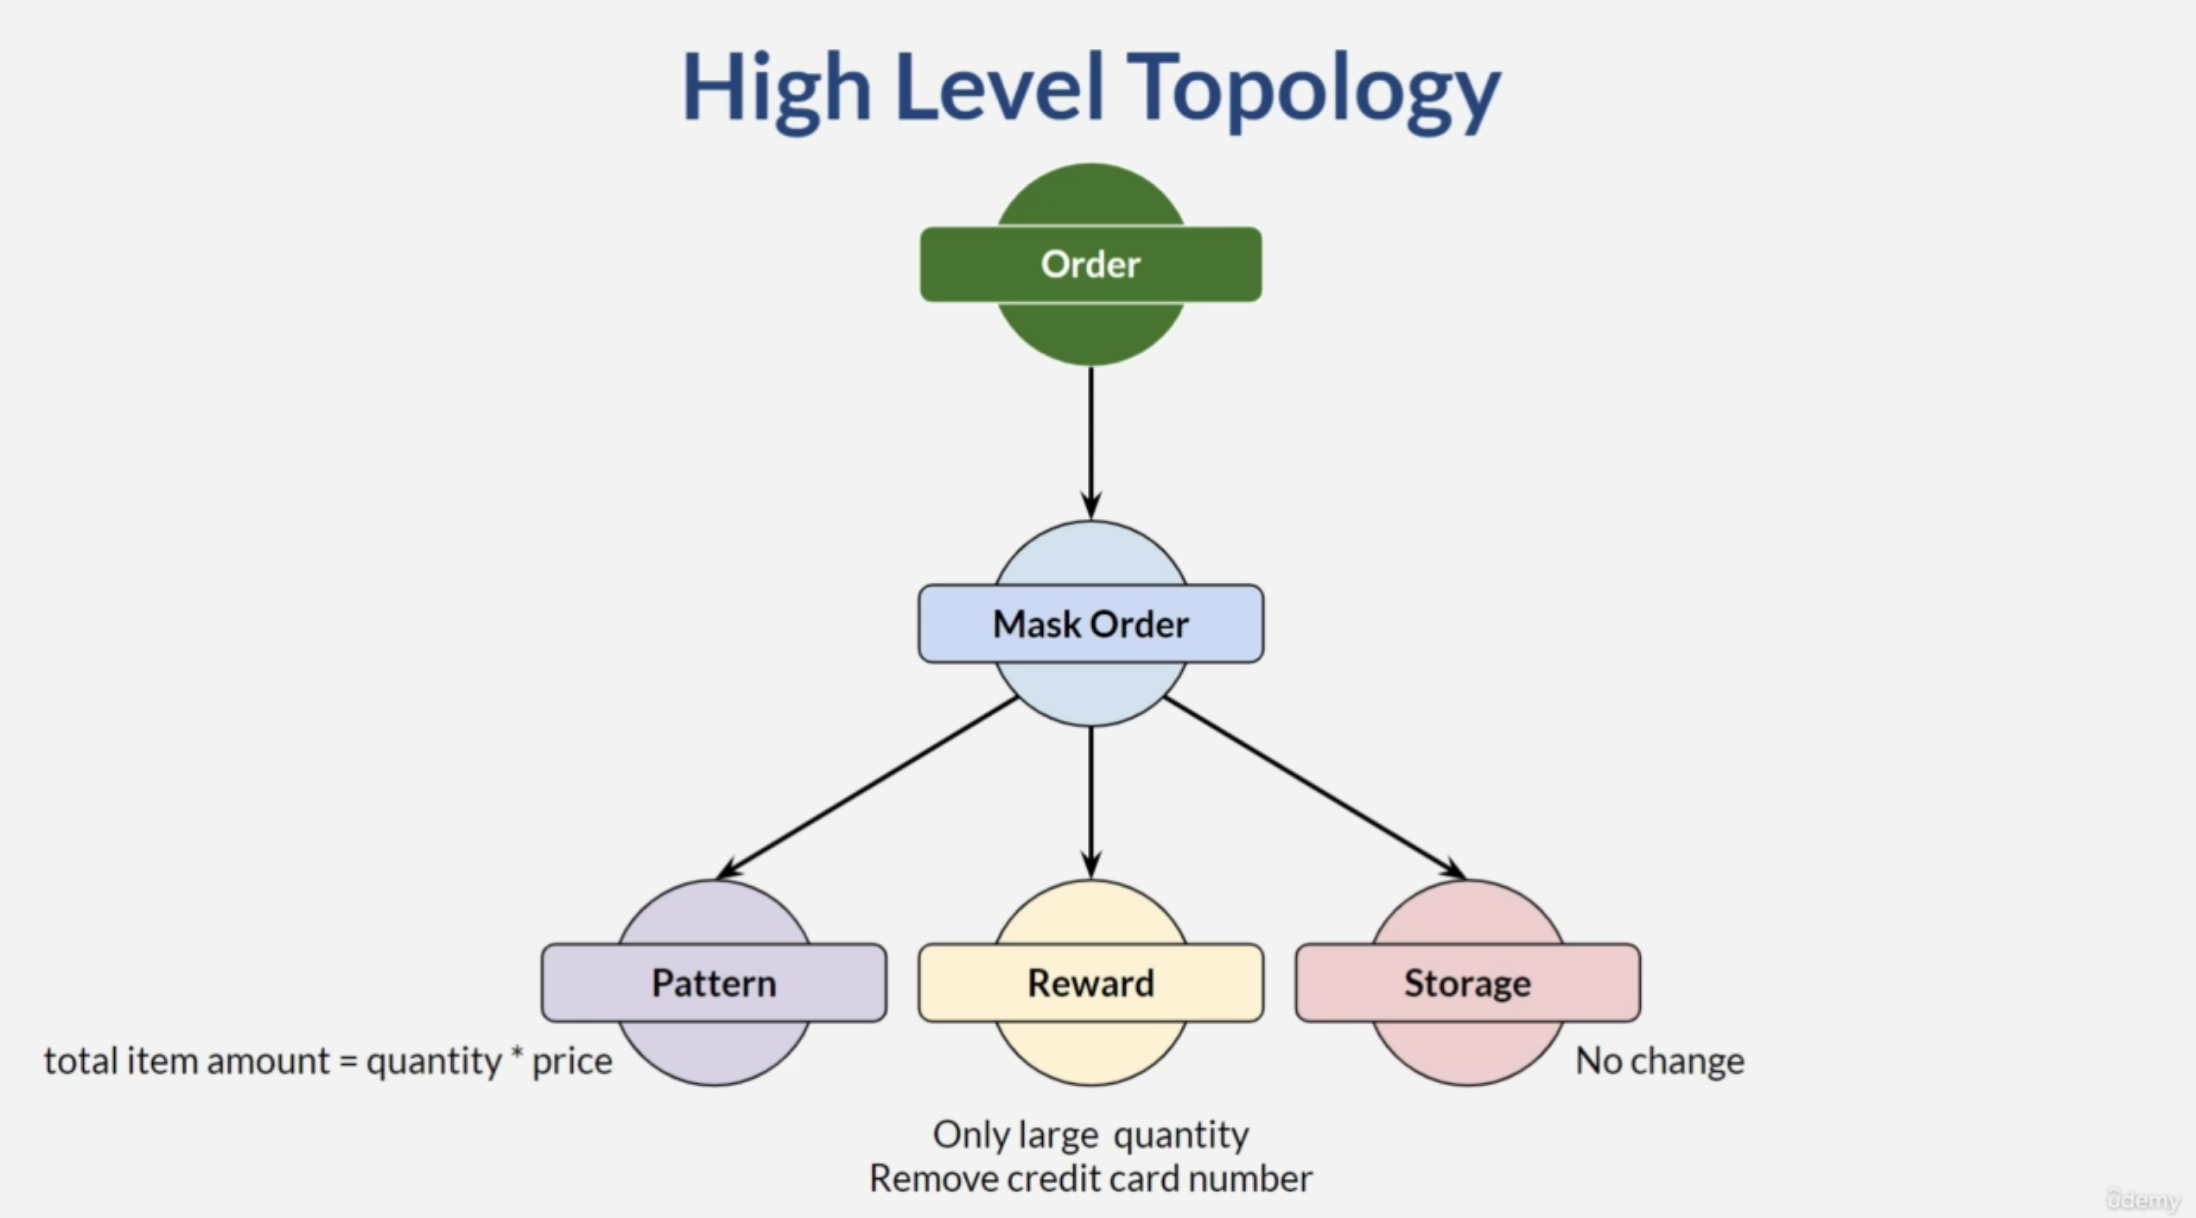 High Level Topology
Order
Mask Order
Pattern
Reward
Storage
total item amount = quantity * price
No change
Only large quantity
Remove credit card number
ûdemy